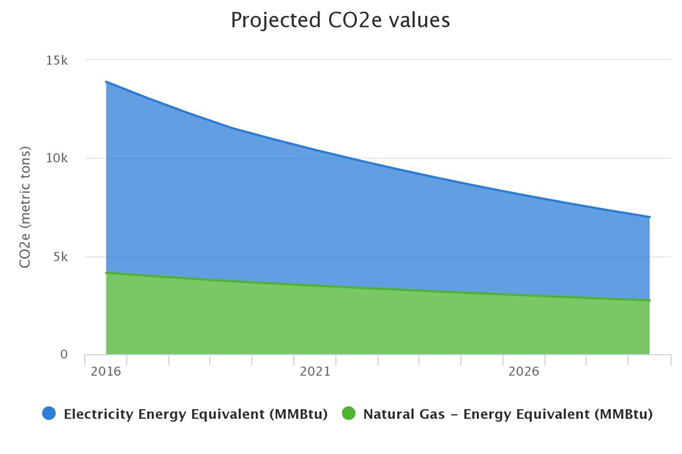 Projected CO2e values
15k
10k
5k
0
CO2e (metric tons)
2016 2021 2026
Electricity Energy Equivalent (MMBtu) Natural Gas - Energy Equivalent (MMBtu)